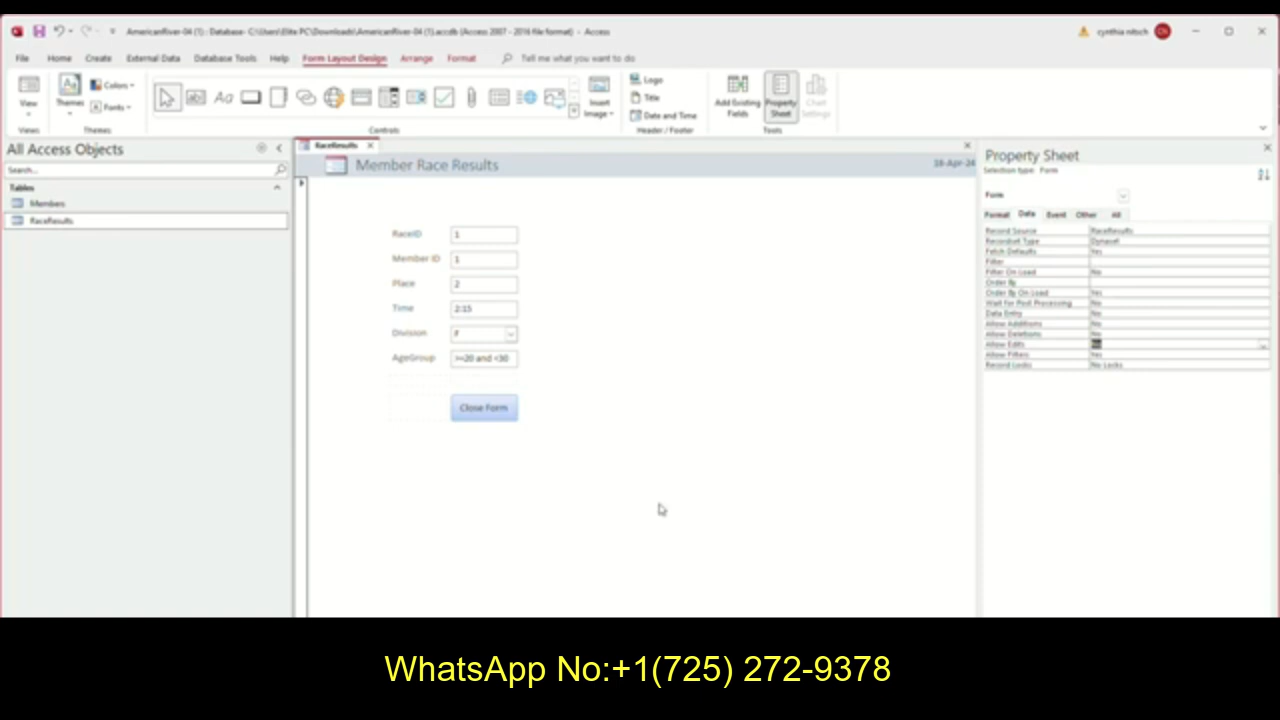 AmericanRiver-04 (1) : Database- C:\Users\Elite PC\Downloads\AmericanRiver-04 (1).accdb (Access 2007 - 2016 file format) - Access
cynthia nitsch
CN
File Home Create External Data Database Tools Help Form Layout Design Arrange Format Tell me what you want to do
View
Views
Themes
Colors
Fonts
Themes
Aa
Controls
Insert
Image
Logo
Title
Date and Time
Header / Footer
Add Existing
Fields
Property
Sheet
Chart
Settings
Tools
All Access Objects
Search...
Tables
Members
RaceResults
RaceResults
Member Race Results
RaceID 1
Member ID 1
Place 2
Time 2:15
Division F
AgeGroup >=20 and <30
Close Form
Property Sheet
Selection type: Form
Form
Format Data Event Other All
Record Source RaceResults
Recordset Type Dynaset
Fetch Defaults Yes
Filter
Filter On Load No
Order By
Order By On Load Yes
Wait for Post Processing No
Data Entry No
Allow Additions No
Allow Deletions No
Allow Edits
Allow Filters Yes
Record Locks No Locks
WhatsApp No:+1(725) 272-9378